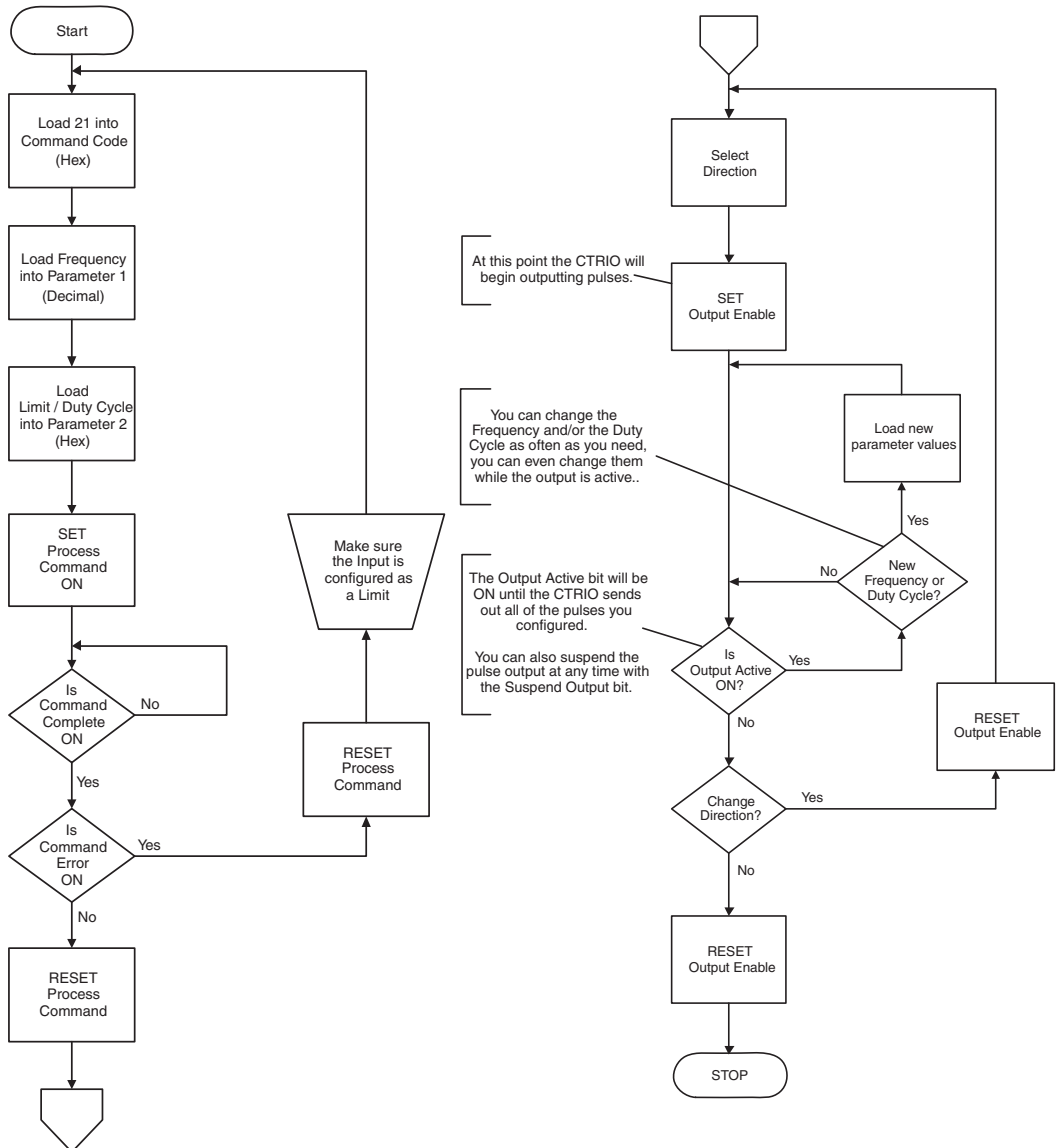 Start
Load 21 into
Command Code
(Hex)
Load Frequency
into Parameter 1
(Decimal)
Load
Limit / Duty Cycle
into Parameter 2
(Hex)
SET
Process
Command
ON
Is
Command
Complete
ON
No
Yes
Is
Command
Error
ON
Yes
No
RESET
Process
Command
RESET
Process
Command
Make sure
the Input is
configured as
a Limit
Select
Direction
At this point the CTRIO will
begin outputting pulses.
SET
Output Enable
You can change the
Frequency and/or the Duty
Cycle as often as you need,
you can even change them
while the output is active..
Load new
parameter values
Yes
New
Frequency or
Duty Cycle?
No
The Output Active bit will be
ON until the CTRIO sends
out all of the pulses you
configured.
You can also suspend the
pulse output at any time with
the Suspend Output bit.
Is
Output Active
ON?
Yes
No
RESET
Output Enable
Change
Direction?
Yes
No
RESET
Output Enable
STOP